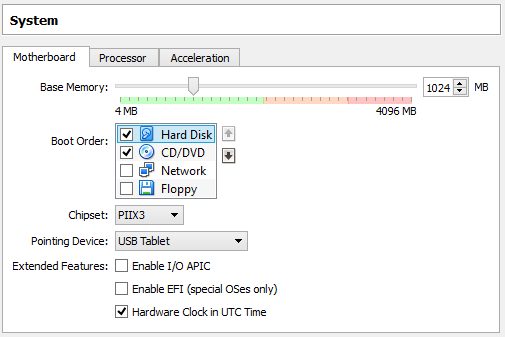 System
Motherboard Processor Acceleration
Base Memory: 1024 MB
4 MB 4096 MB
Boot Order: Hard Disk
CD/DVD
Network
Floppy
Chipset: PIIX3
Pointing Device: USB Tablet
Extended Features: Enable I/O APIC
Enable EFI (special OSes only)
Hardware Clock in UTC Time